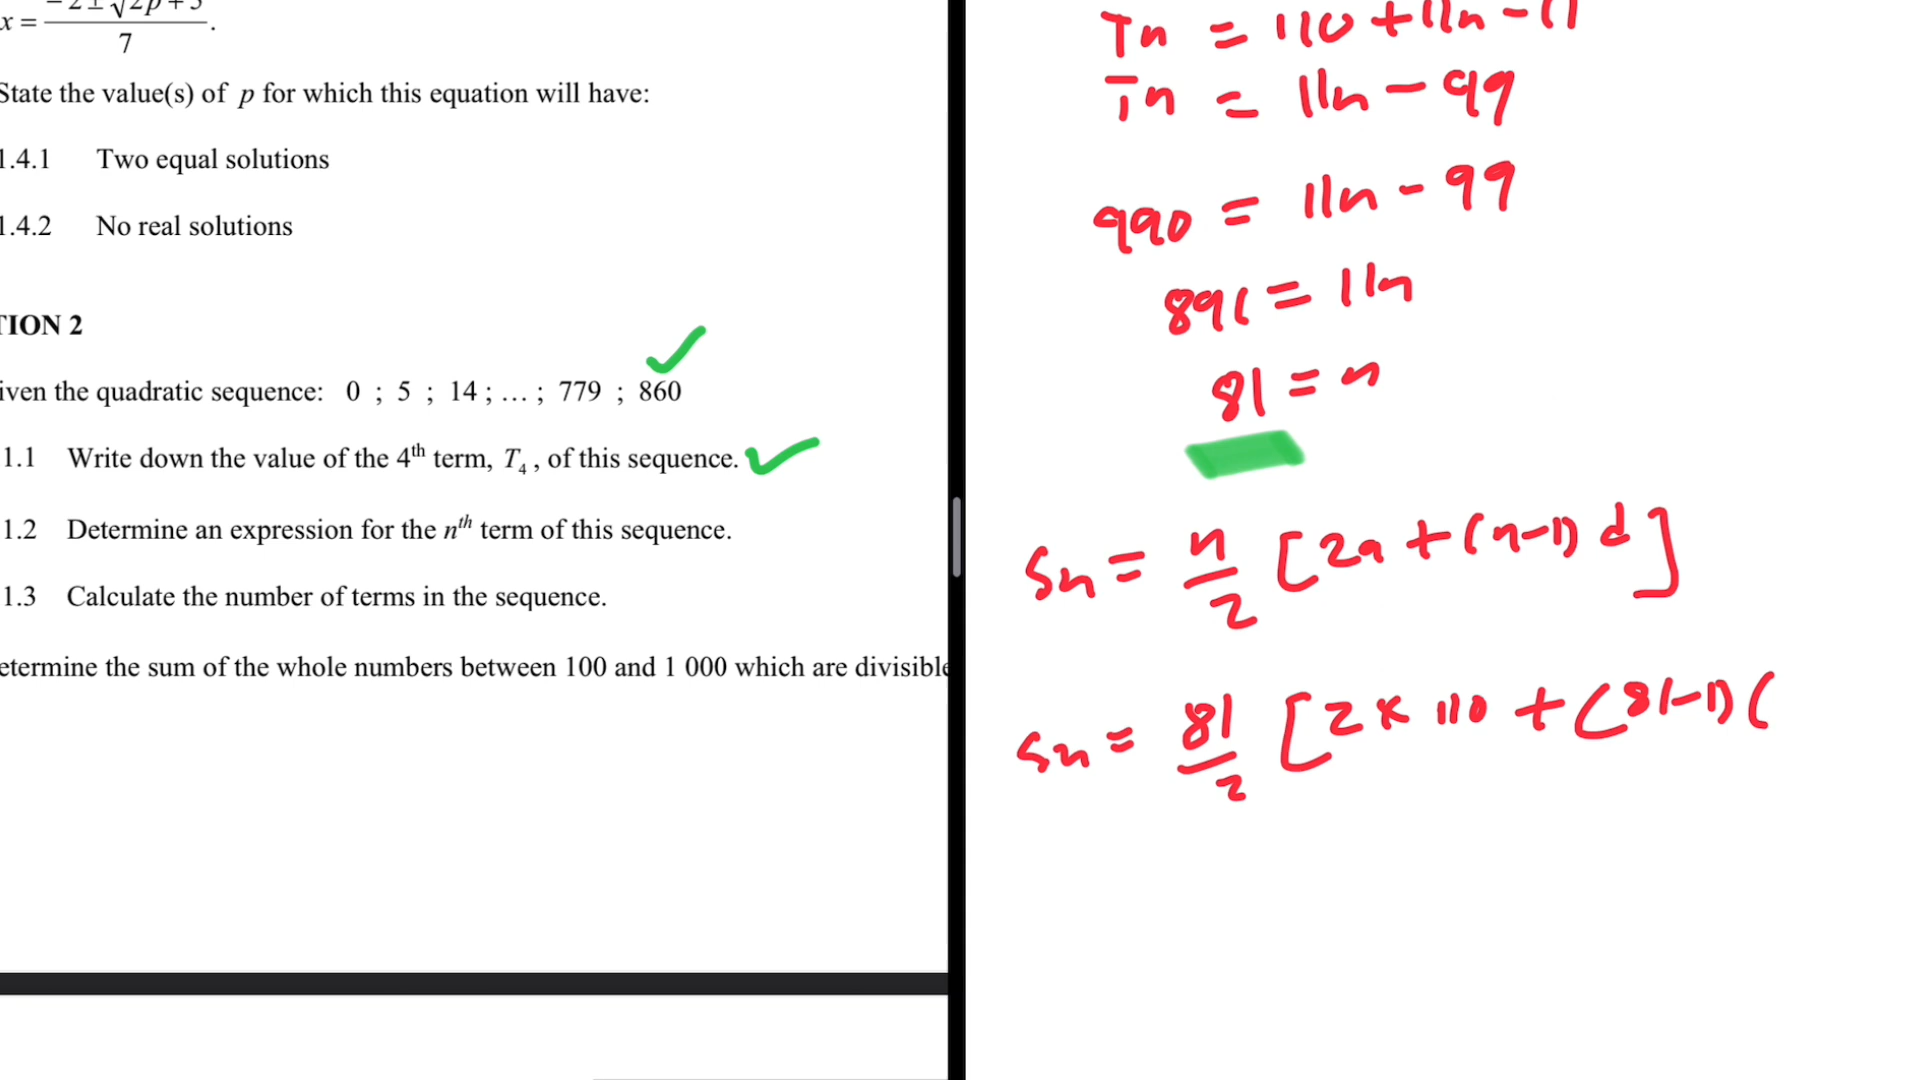 x = −2 ± √2p + 5 / 7 .
State the value(s) of p for which this equation will have:
1.4.1 Two equal solutions
1.4.2 No real solutions
TION 2
iven the quadratic sequence: 0 ; 5 ; 14 ; … ; 779 ; 860
1.1 Write down the value of the 4th term, T4 , of this sequence.
1.2 Determine an expression for the nth term of this sequence.
1.3 Calculate the number of terms in the sequence.
etermine the sum of the whole numbers between 100 and 1 000 which are divisible
Tn = 110 + 11n - 11
Tn = 11n - 99
990 = 11n - 99
891 = 11n
81 = n
Sn = n/2 [2a + (n-1) d]
Sn = 81/2 [2 x 110 + (81-1) (